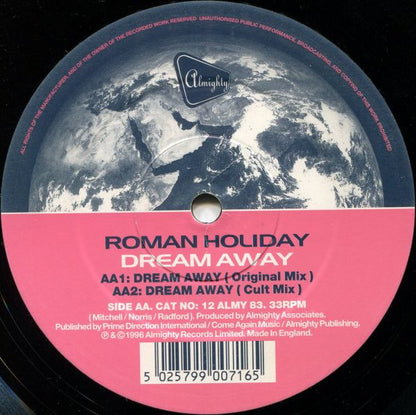 ALL RIGHTS OF THE MANUFACTURER, AND OF THE OWNER OF THE RECORDED WORK RESERVED  UNAUTHORISED PUBLIC PERFORMANCE, BROADCASTING, AND COPYING OF THIS RECORD PROHIBITED
almighty
ROMAN HOLIDAY
DREAM AWAY
AA1: DREAM AWAY ( Original Mix )
AA2: DREAM AWAY ( Cult Mix )
SIDE AA. CAT NO: 12 ALMY 83. 33RPM
( Mitchell / Norris / Radford ). Produced by Almighty Associates.
Published by Prime Direction International / Come Again Music / Almighty Publishing.
℗ & © 1996 Almighty Records Limited. Made in England.
5 025799 007165